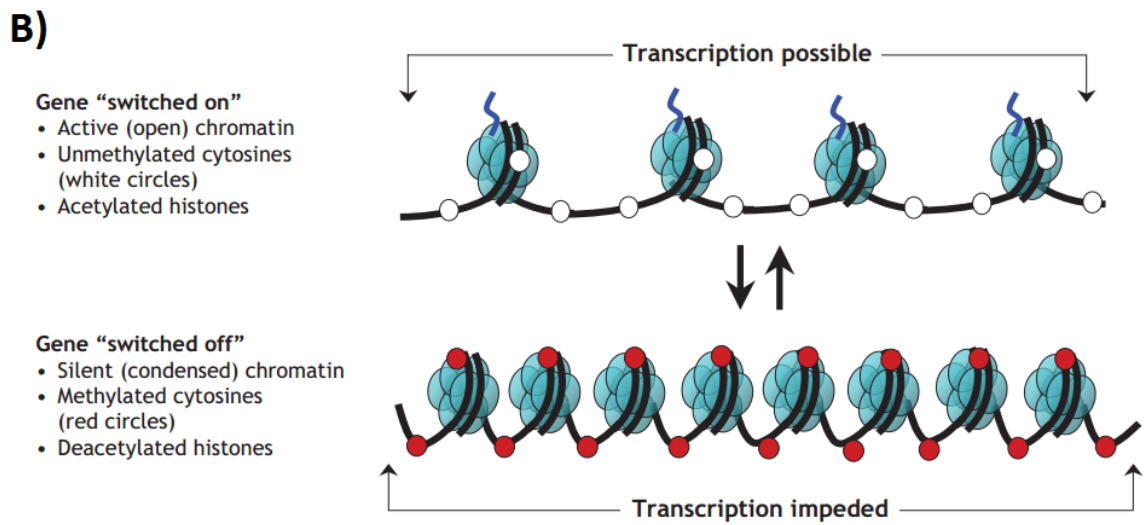 B)
Transcription possible
Gene “switched on”
• Active (open) chromatin
• Unmethylated cytosines
(white circles)
• Acetylated histones
Gene “switched off”
• Silent (condensed) chromatin
• Methylated cytosines
(red circles)
• Deacetylated histones
Transcription impeded